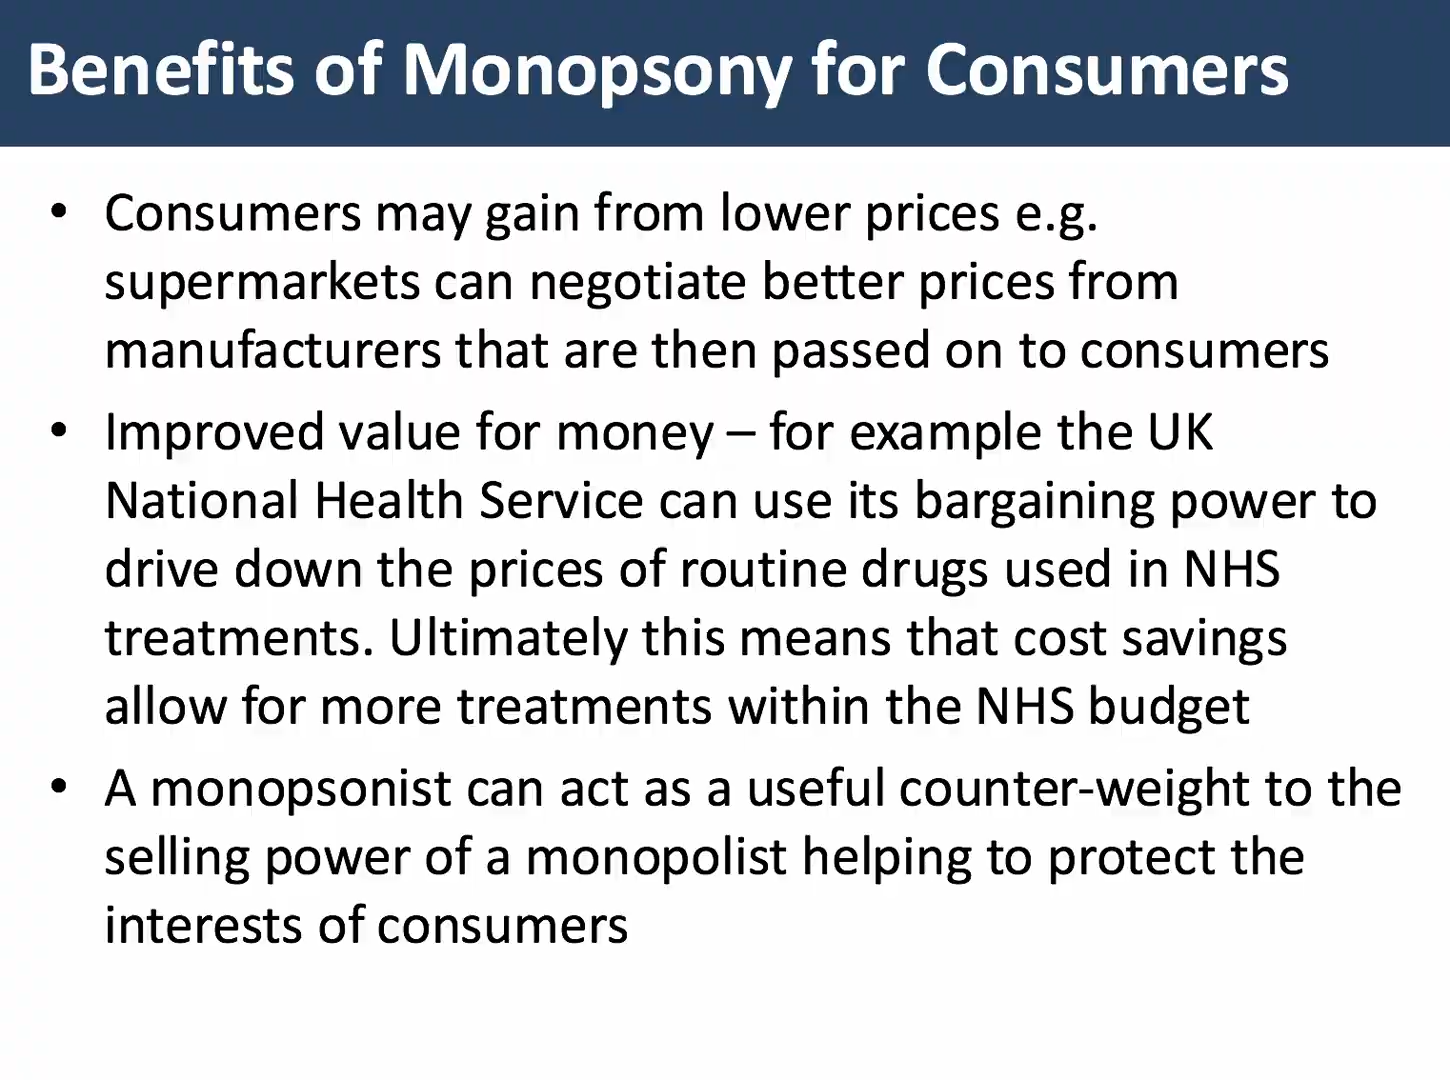 Benefits of Monopsony for Consumers
• Consumers may gain from lower prices e.g.
supermarkets can negotiate better prices from
manufacturers that are then passed on to consumers
• Improved value for money – for example the UK
National Health Service can use its bargaining power to
drive down the prices of routine drugs used in NHS
treatments. Ultimately this means that cost savings
allow for more treatments within the NHS budget
• A monopsonist can act as a useful counter-weight to the
selling power of a monopolist helping to protect the
interests of consumers